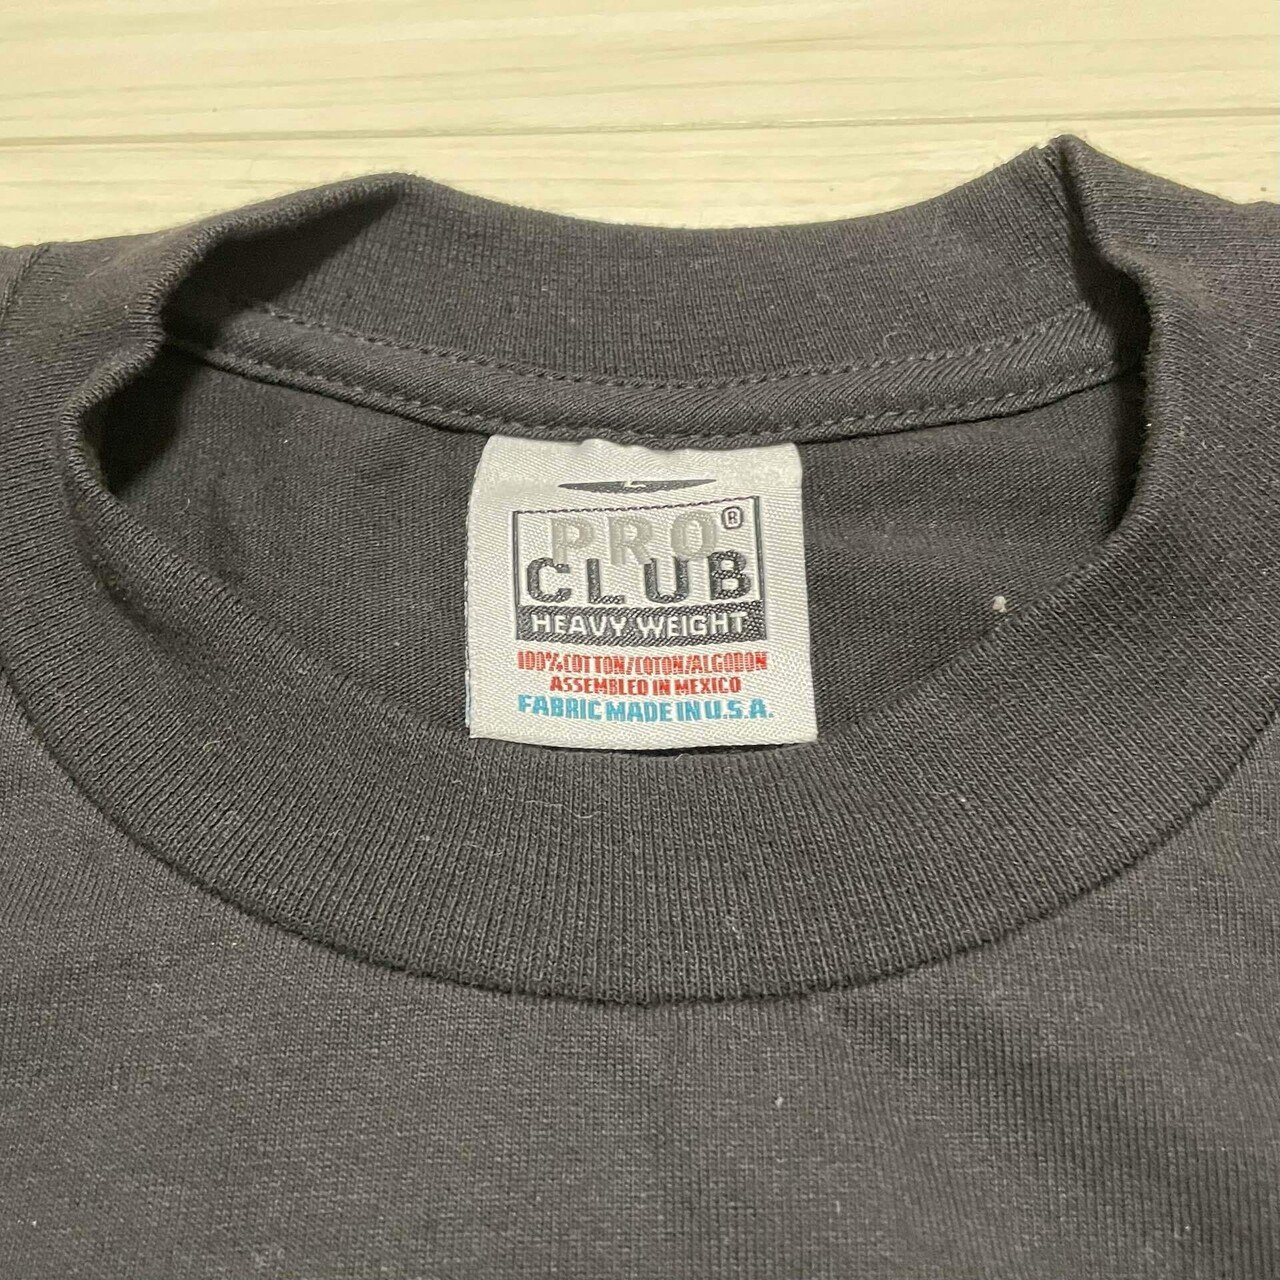 L
PRO®
CLUB
HEAVY WEIGHT
100% COTTON/COTON/ALGODON
ASSEMBLED IN MEXICO
FABRIC MADE IN U.S.A.